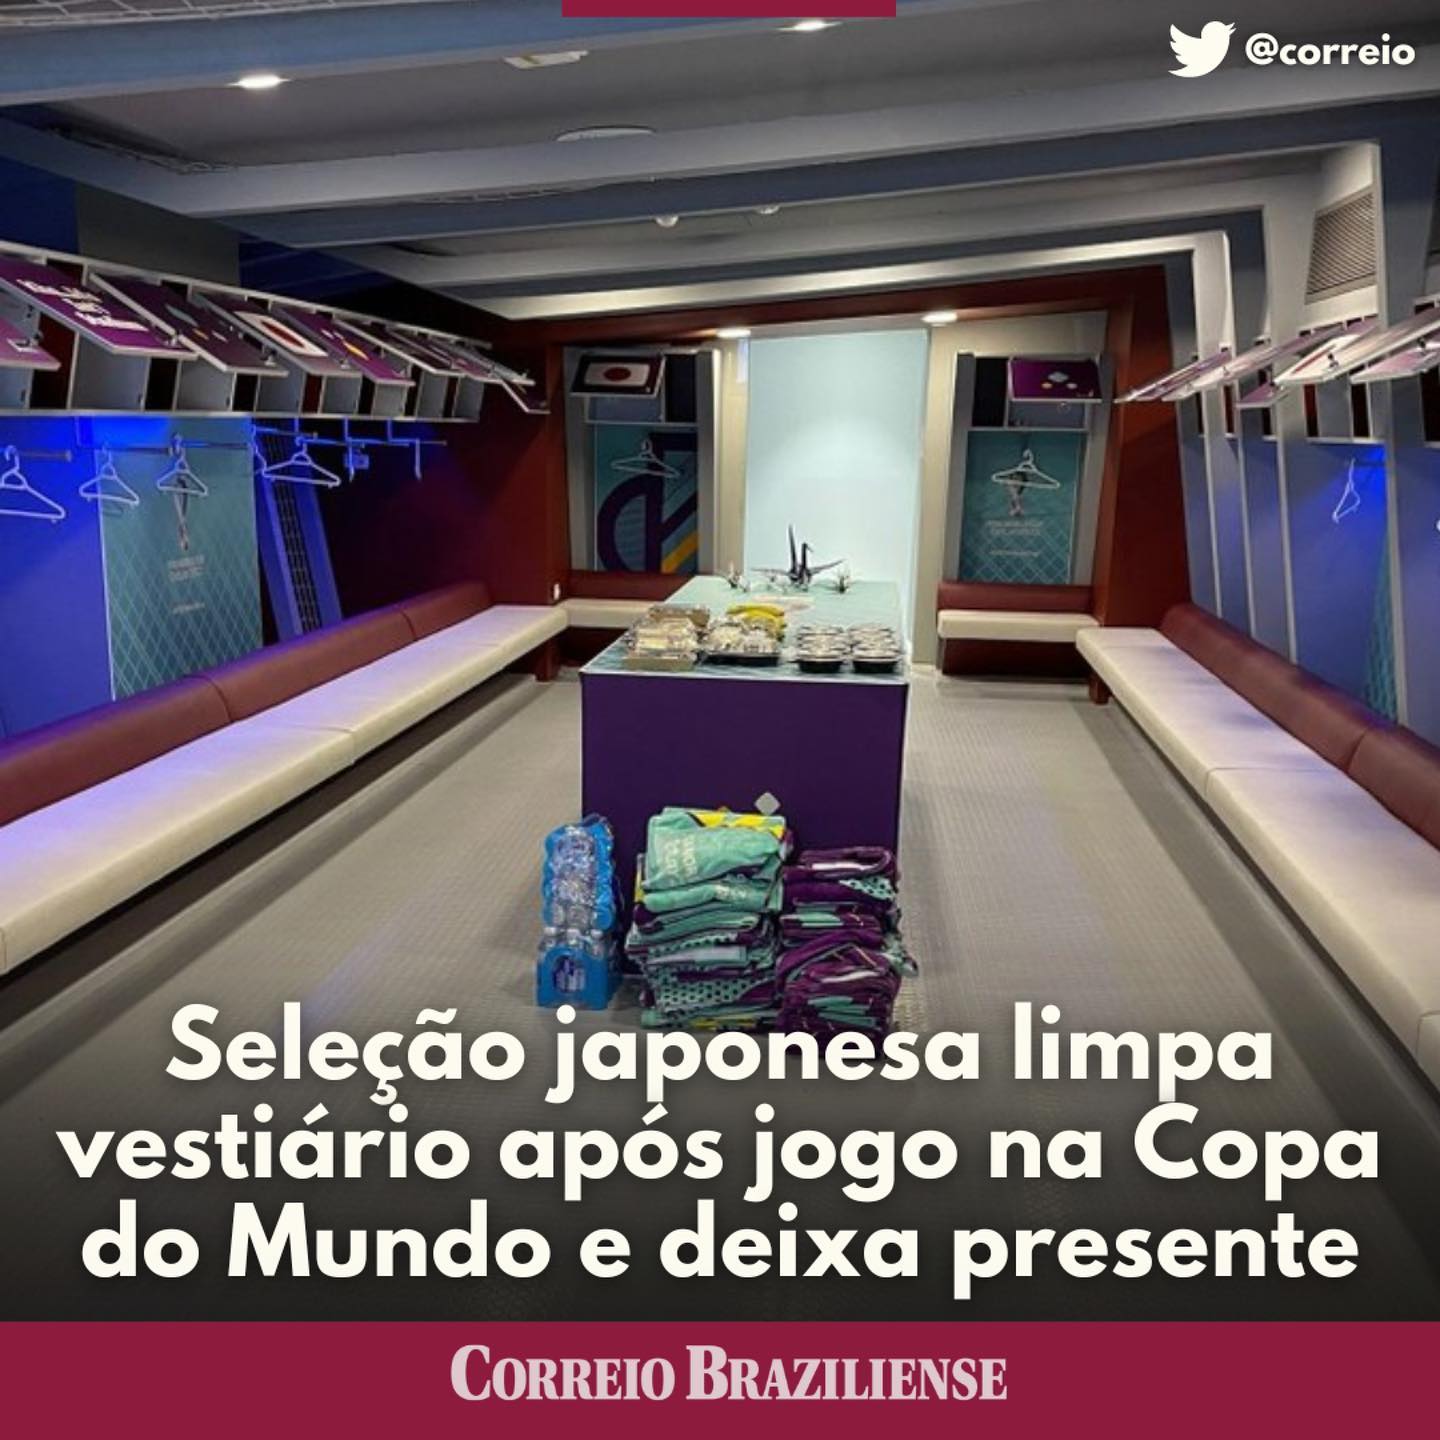 @correio
Seleção japonesa limpa
vestiário após jogo na Copa
do Mundo e deixa presente
CORREIO BRAZILIENSE